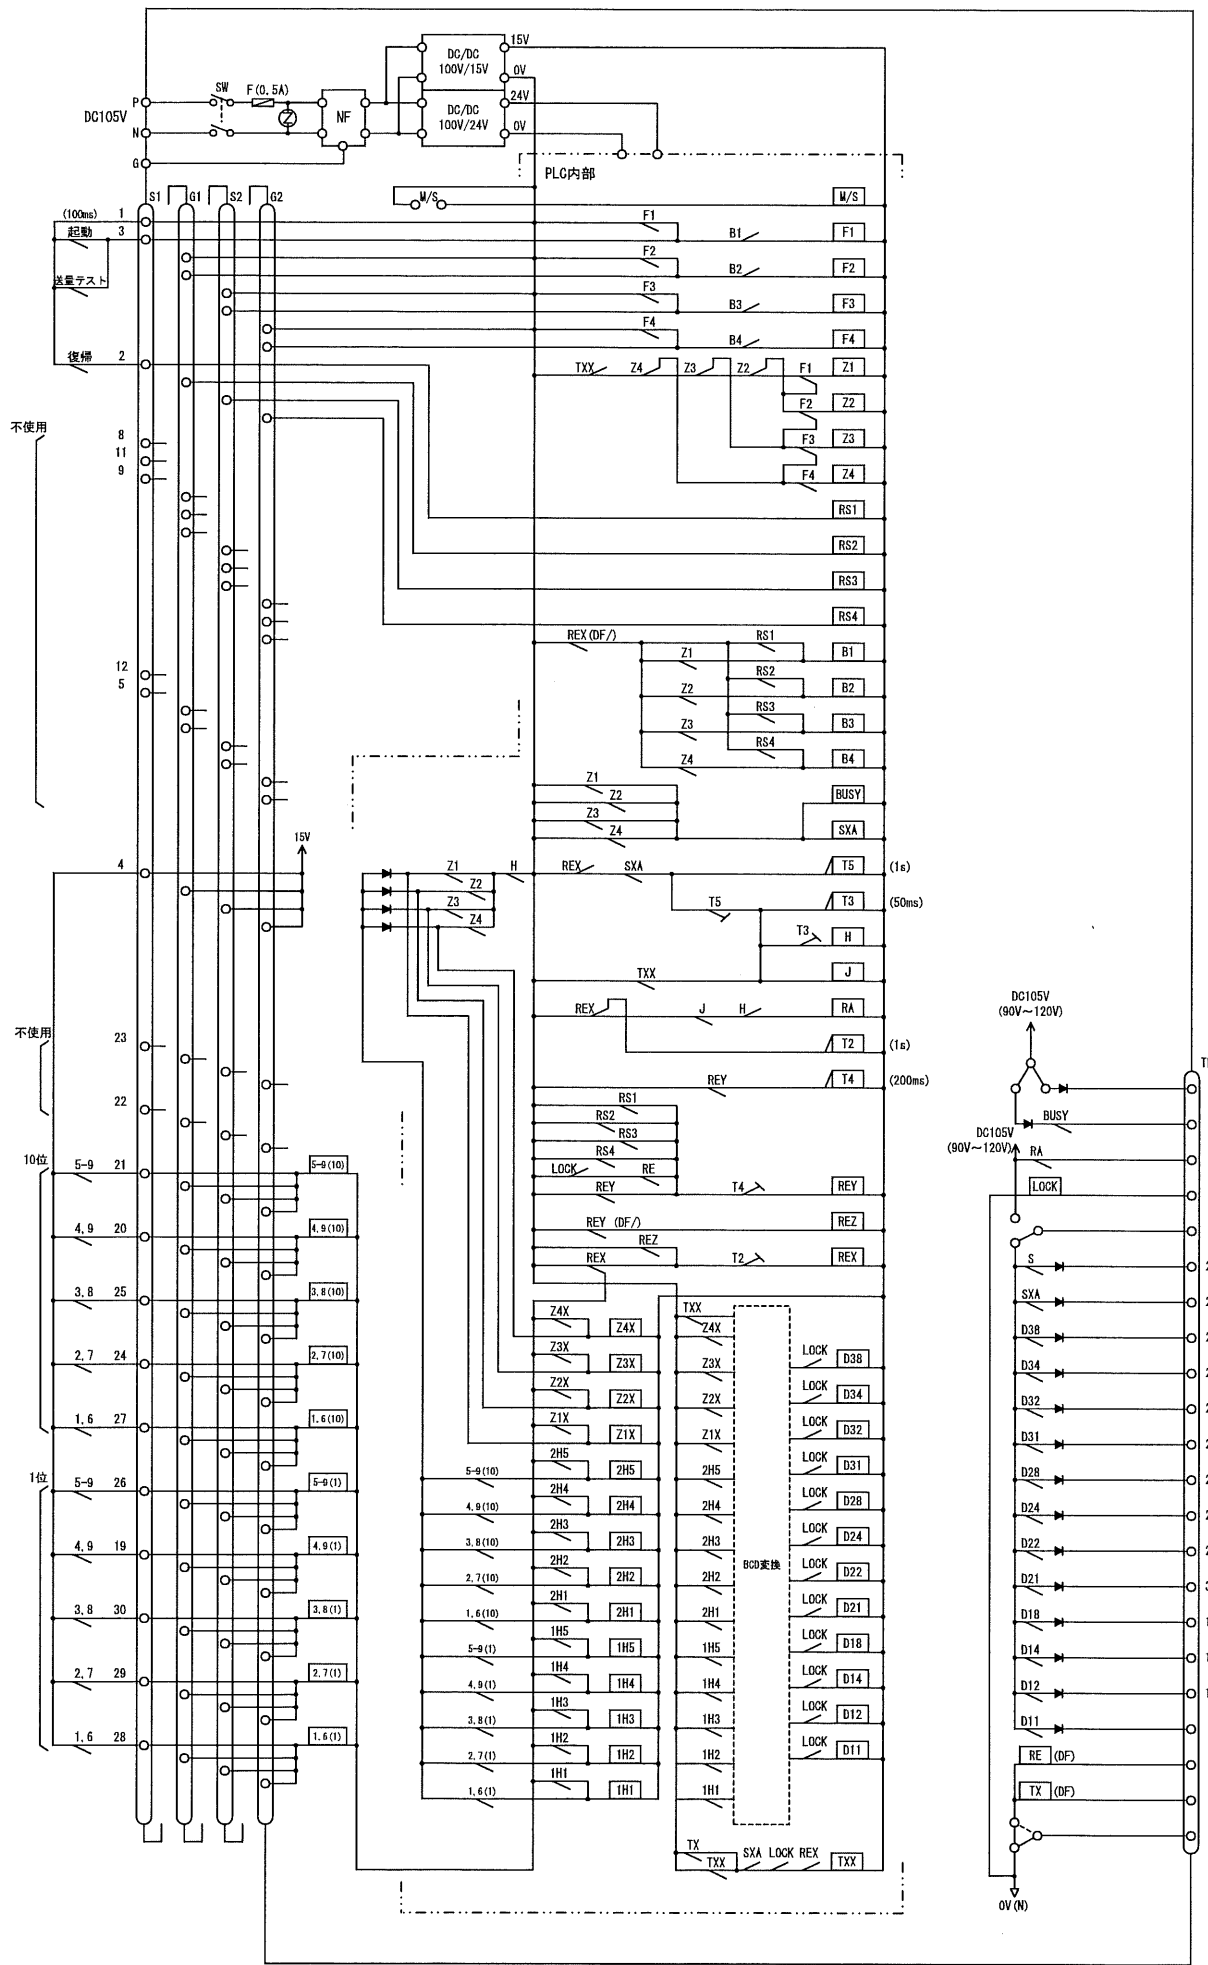 DC/DC
100V/15V
15V
0V
DC/DC
100V/24V
24V
0V
DC105V
P
N
G
SW
F(0.5A)
NF
PLC内部
S1
G1
S2
G2
M/S
M/S
(100ms)
1
起動
3
送量テスト
復帰
2
F1
B1
F1
F2
B2
F2
F3
B3
F3
F4
B4
F4
TXX
Z4
Z3
Z2
F1
Z1
F2
Z2
F3
Z3
F4
Z4
不使用
8
11
9
RS1
RS2
RS3
RS4
12
5
REX(DF/)
RS1
Z1
B1
RS2
Z2
B2
RS3
Z3
B3
RS4
Z4
B4
Z1
BUSY
Z2
Z3
Z4
SXA
15V
4
Z1
Z2
Z3
Z4
H
REX
SXA
T5
(1s)
T5
T3
(50ms)
T3
H
TXX
J
REX
J
H
RA
T2
(1s)
REY
T4
(200ms)
不使用
23
22
RS1
RS2
RS3
RS4
LOCK
RE
REY
T4
REY
REY (DF/)
REZ
REZ
REX
T2
REX
10位
5-9
21
5-9(10)
4,9
20
4,9(10)
3,8
25
3,8(10)
2,7
24
2,7(10)
1,6
27
1,6(10)
1位
5-9
26
5-9(1)
4,9
19
4,9(1)
3,8
30
3,8(1)
2,7
29
2,7(1)
1,6
28
1,6(1)
Z4X
Z4X
Z3X
Z3X
Z2X
Z2X
Z1X
Z1X
2H5
5-9(10)
2H5
2H4
4,9(10)
2H4
2H3
3,8(10)
2H3
2H2
2,7(10)
2H2
2H1
1,6(10)
2H1
1H5
5-9(1)
1H5
1H4
4,9(1)
1H4
1H3
3,8(1)
1H3
1H2
2,7(1)
1H2
1H1
1,6(1)
1H1
TXX
Z4X
Z3X
Z2X
Z1X
2H5
2H4
2H3
2H2
2H1
1H5
1H4
1H3
1H2
1H1
BCD変換
LOCK
D38
LOCK
D34
LOCK
D32
LOCK
D31
LOCK
D28
LOCK
D24
LOCK
D22
LOCK
D21
LOCK
D18
LOCK
D14
LOCK
D12
LOCK
D11
TX
TXX
SXA
LOCK
REX
TXX
DC105V
(90V~120V)
BUSY
DC105V
(90V~120V)
RA
LOCK
S
SXA
D38
D34
D32
D31
D28
D24
D22
D21
D18
D14
D12
D11
RE
(DF)
TX
(DF)
0V(N)